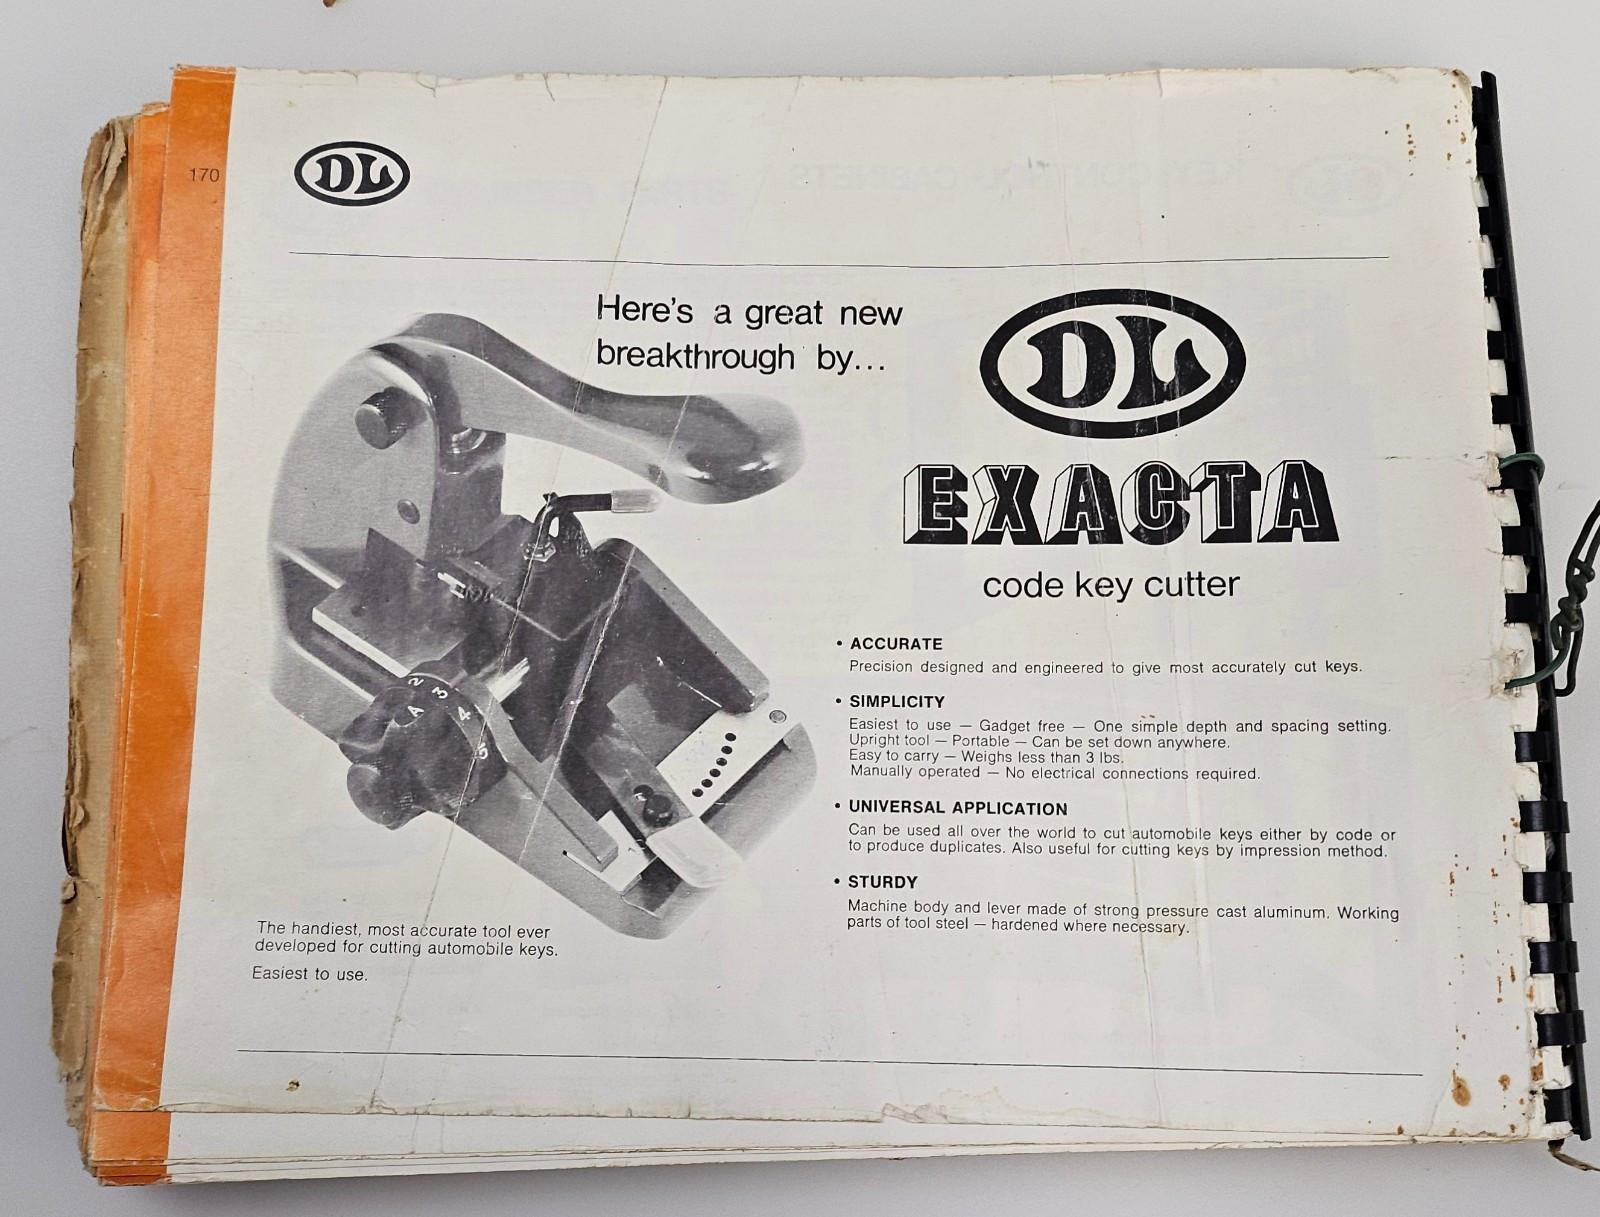 170
DL
Here's a great new
breakthrough by...
DL
EXACTA
code key cutter
• ACCURATE
Precision designed and engineered to give most accurately cut keys.
• SIMPLICITY
Easiest to use — Gadget free — One simple depth and spacing setting.
Upright tool — Portable — Can be set down anywhere.
Easy to carry — Weighs less than 3 lbs.
Manually operated — No electrical connections required.
• UNIVERSAL APPLICATION
Can be used all over the world to cut automobile keys either by code or
to produce duplicates. Also useful for cutting keys by impression method.
• STURDY
Machine body and lever made of strong pressure cast aluminum. Working
parts of tool steel — hardened where necessary.
2
3
A
4
5
The handiest, most accurate tool ever
developed for cutting automobile keys.
Easiest to use.